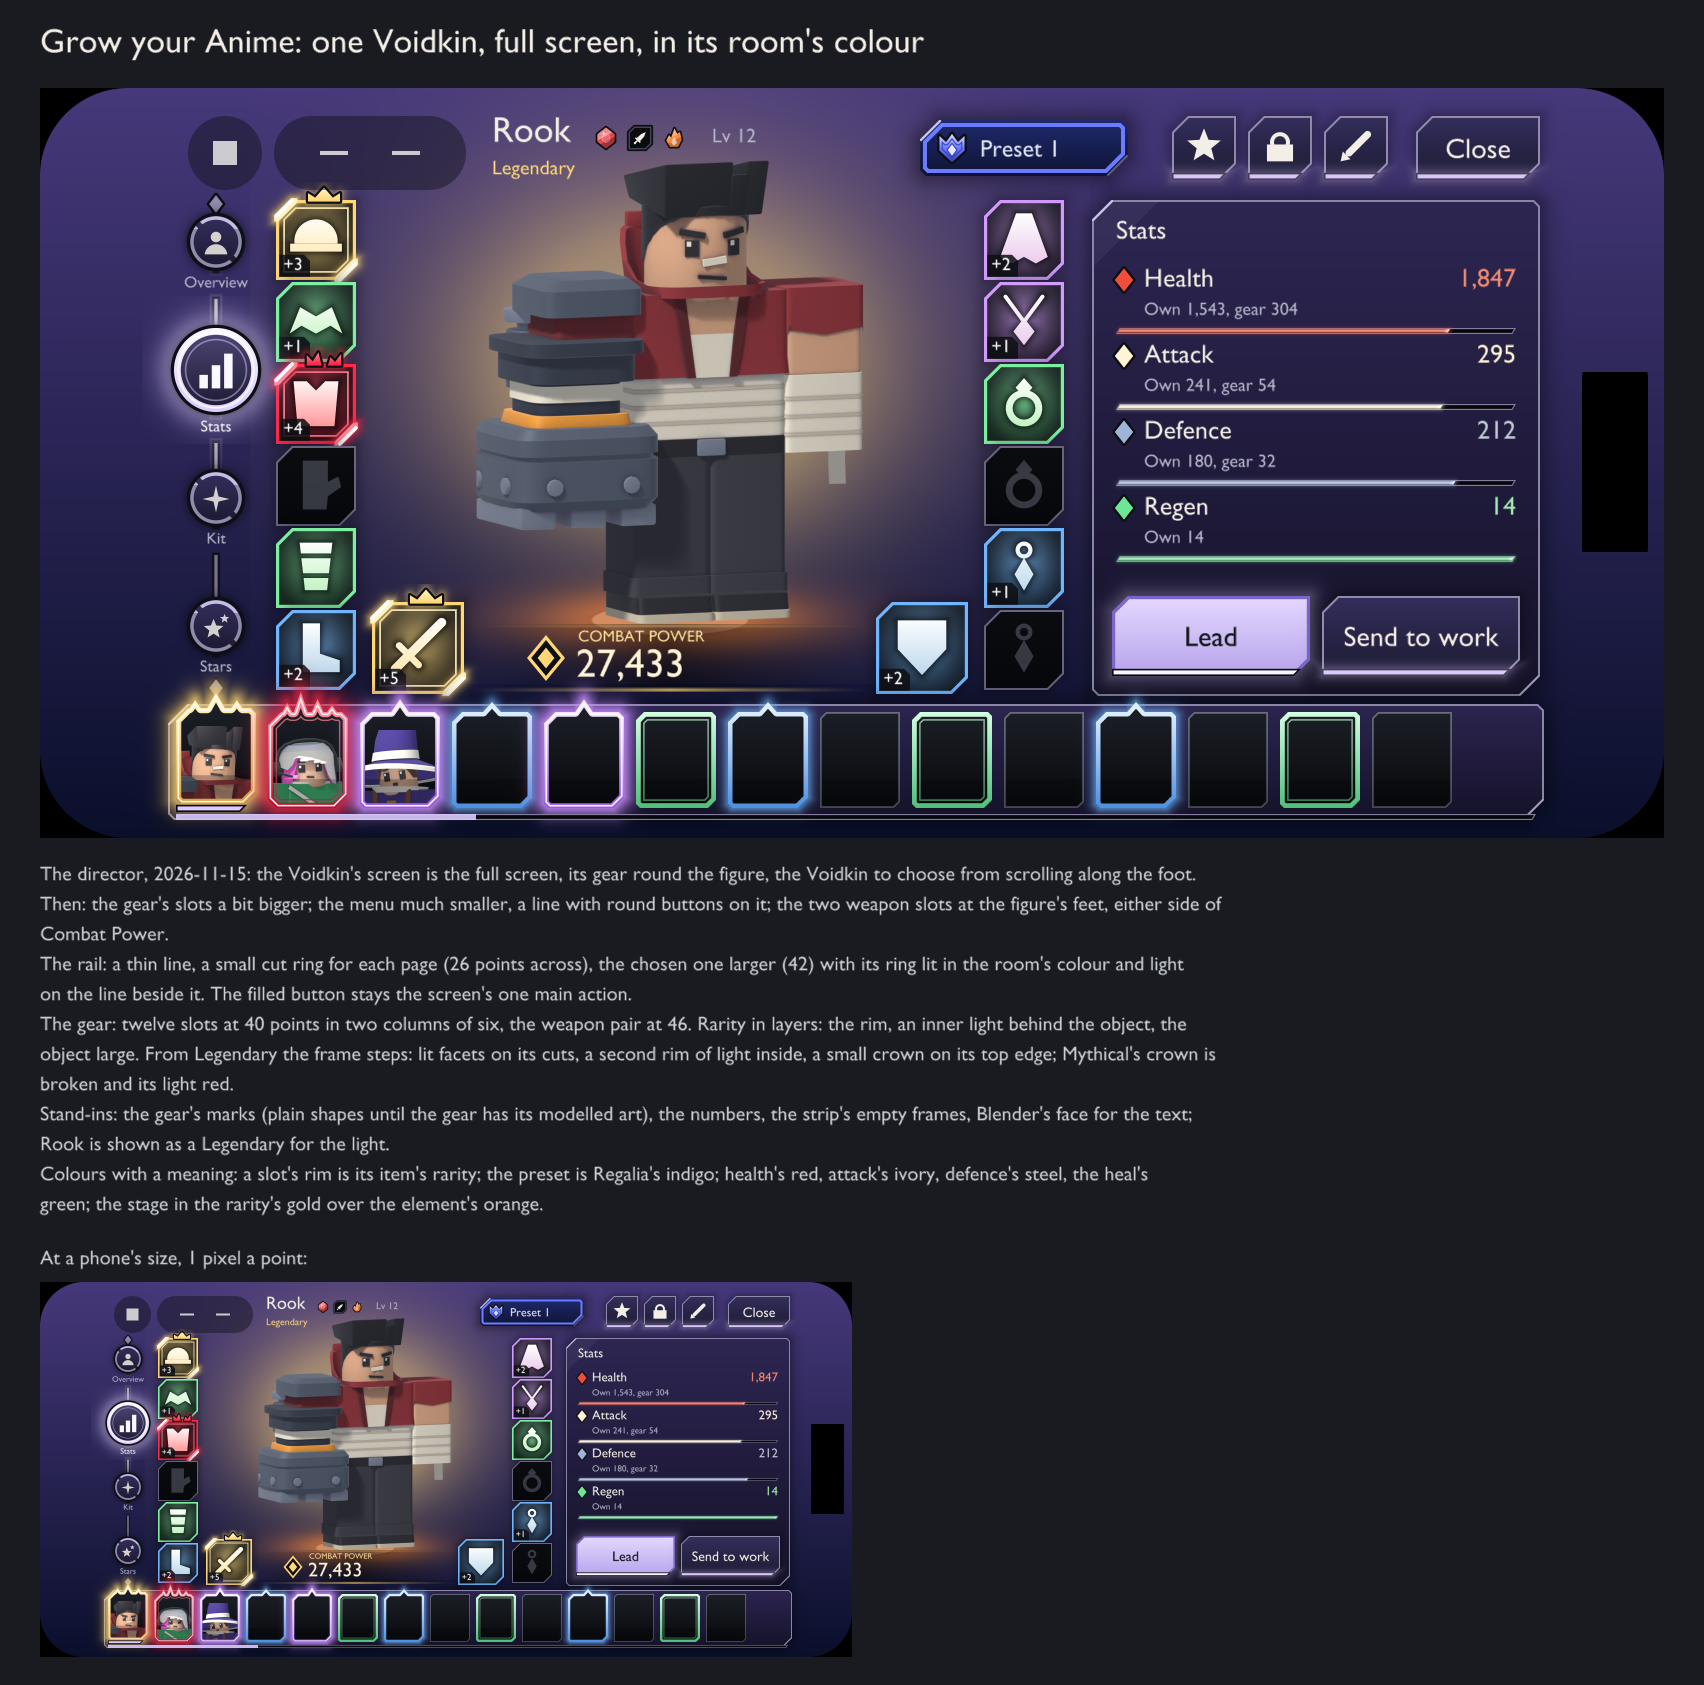 Grow your Anime: one Voidkin, full screen, in its room's colour
Rook
Lv 12
Legendary
Preset 1
Close
Overview
Stats
Kit
Stars
+3
+1
+4
+2
+5
COMBAT POWER
27,433
+2
+1
+1
+2
Stats
Health 1,847
Own 1,543, gear 304
Attack 295
Own 241, gear 54
Defence 212
Own 180, gear 32
Regen 14
Own 14
Lead
Send to work
The director, 2026-11-15: the Voidkin's screen is the full screen, its gear round the figure, the Voidkin to choose from scrolling along the foot.
Then: the gear's slots a bit bigger; the menu much smaller, a line with round buttons on it; the two weapon slots at the figure's feet, either side of
Combat Power.
The rail: a thin line, a small cut ring for each page (26 points across), the chosen one larger (42) with its ring lit in the room's colour and light
on the line beside it. The filled button stays the screen's one main action.
The gear: twelve slots at 40 points in two columns of six, the weapon pair at 46. Rarity in layers: the rim, an inner light behind the object, the
object large. From Legendary the frame steps: lit facets on its cuts, a second rim of light inside, a small crown on its top edge; Mythical's crown is
broken and its light red.
Stand-ins: the gear's marks (plain shapes until the gear has its modelled art), the numbers, the strip's empty frames, Blender's face for the text;
Rook is shown as a Legendary for the light.
Colours with a meaning: a slot's rim is its item's rarity; the preset is Regalia's indigo; health's red, attack's ivory, defence's steel, the heal's
green; the stage in the rarity's gold over the element's orange.
At a phone's size, 1 pixel a point:
Rook
Lv 12
Legendary
Preset 1
Close
Overview
Stats
Kit
Stars
+3
+1
+4
+2
+5
COMBAT POWER
27,433
+2
+1
+1
+2
Stats
Health 1,847
Own 1,543, gear 304
Attack 295
Own 241, gear 54
Defence 212
Own 180, gear 32
Regen 14
Own 14
Lead
Send to work